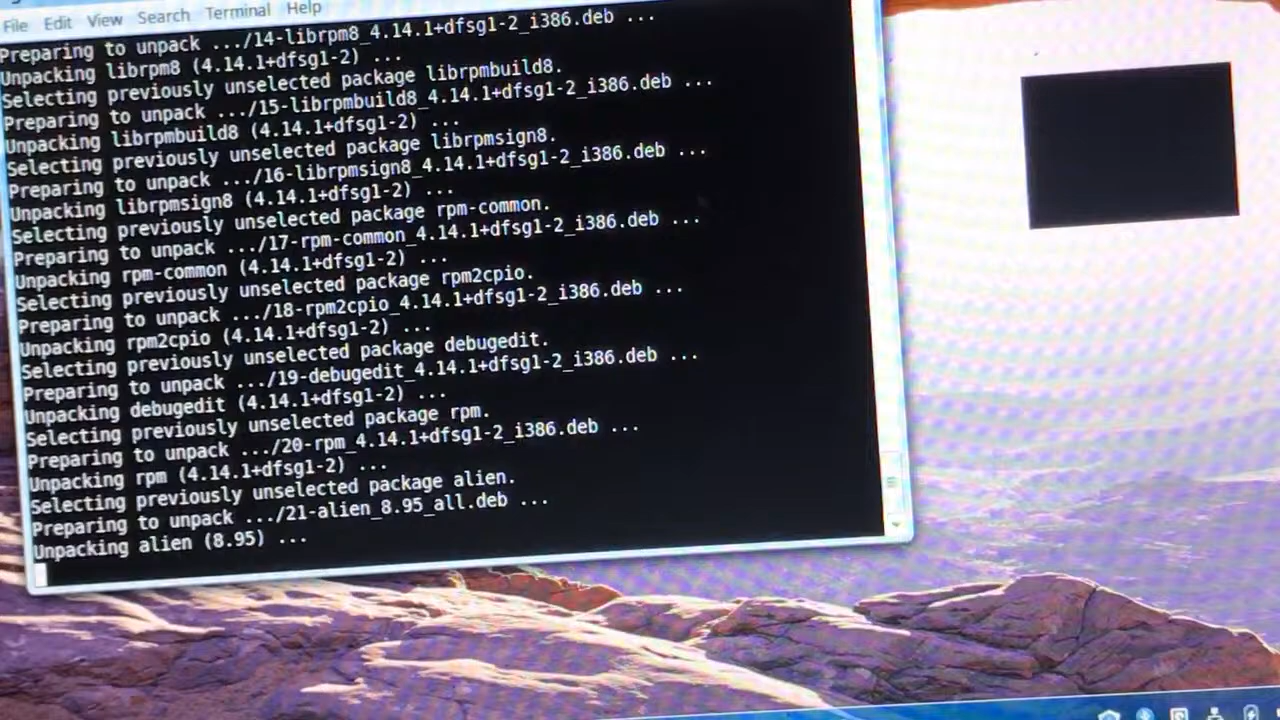 File Edit View Search Terminal Help
Preparing to unpack .../14-librpm8_4.14.1+dfsg1-2_i386.deb ...
Unpacking librpm8 (4.14.1+dfsg1-2) ...
Selecting previously unselected package librpmbuild8.
Preparing to unpack .../15-librpmbuild8_4.14.1+dfsg1-2_i386.deb ...
Unpacking librpmbuild8 (4.14.1+dfsg1-2) ...
Selecting previously unselected package librpmsign8.
Preparing to unpack .../16-librpmsign8_4.14.1+dfsg1-2_i386.deb ...
Unpacking librpmsign8 (4.14.1+dfsg1-2) ...
Selecting previously unselected package rpm-common.
Preparing to unpack .../17-rpm-common_4.14.1+dfsg1-2_i386.deb ...
Unpacking rpm-common (4.14.1+dfsg1-2) ...
Selecting previously unselected package rpm2cpio.
Preparing to unpack .../18-rpm2cpio_4.14.1+dfsg1-2_i386.deb ...
Unpacking rpm2cpio (4.14.1+dfsg1-2) ...
Selecting previously unselected package debugedit.
Preparing to unpack .../19-debugedit_4.14.1+dfsg1-2_i386.deb ...
Unpacking debugedit (4.14.1+dfsg1-2) ...
Selecting previously unselected package rpm.
Preparing to unpack .../20-rpm_4.14.1+dfsg1-2_i386.deb ...
Unpacking rpm (4.14.1+dfsg1-2) ...
Selecting previously unselected package alien.
Preparing to unpack .../21-alien_8.95_all.deb ...
Unpacking alien (8.95) ...